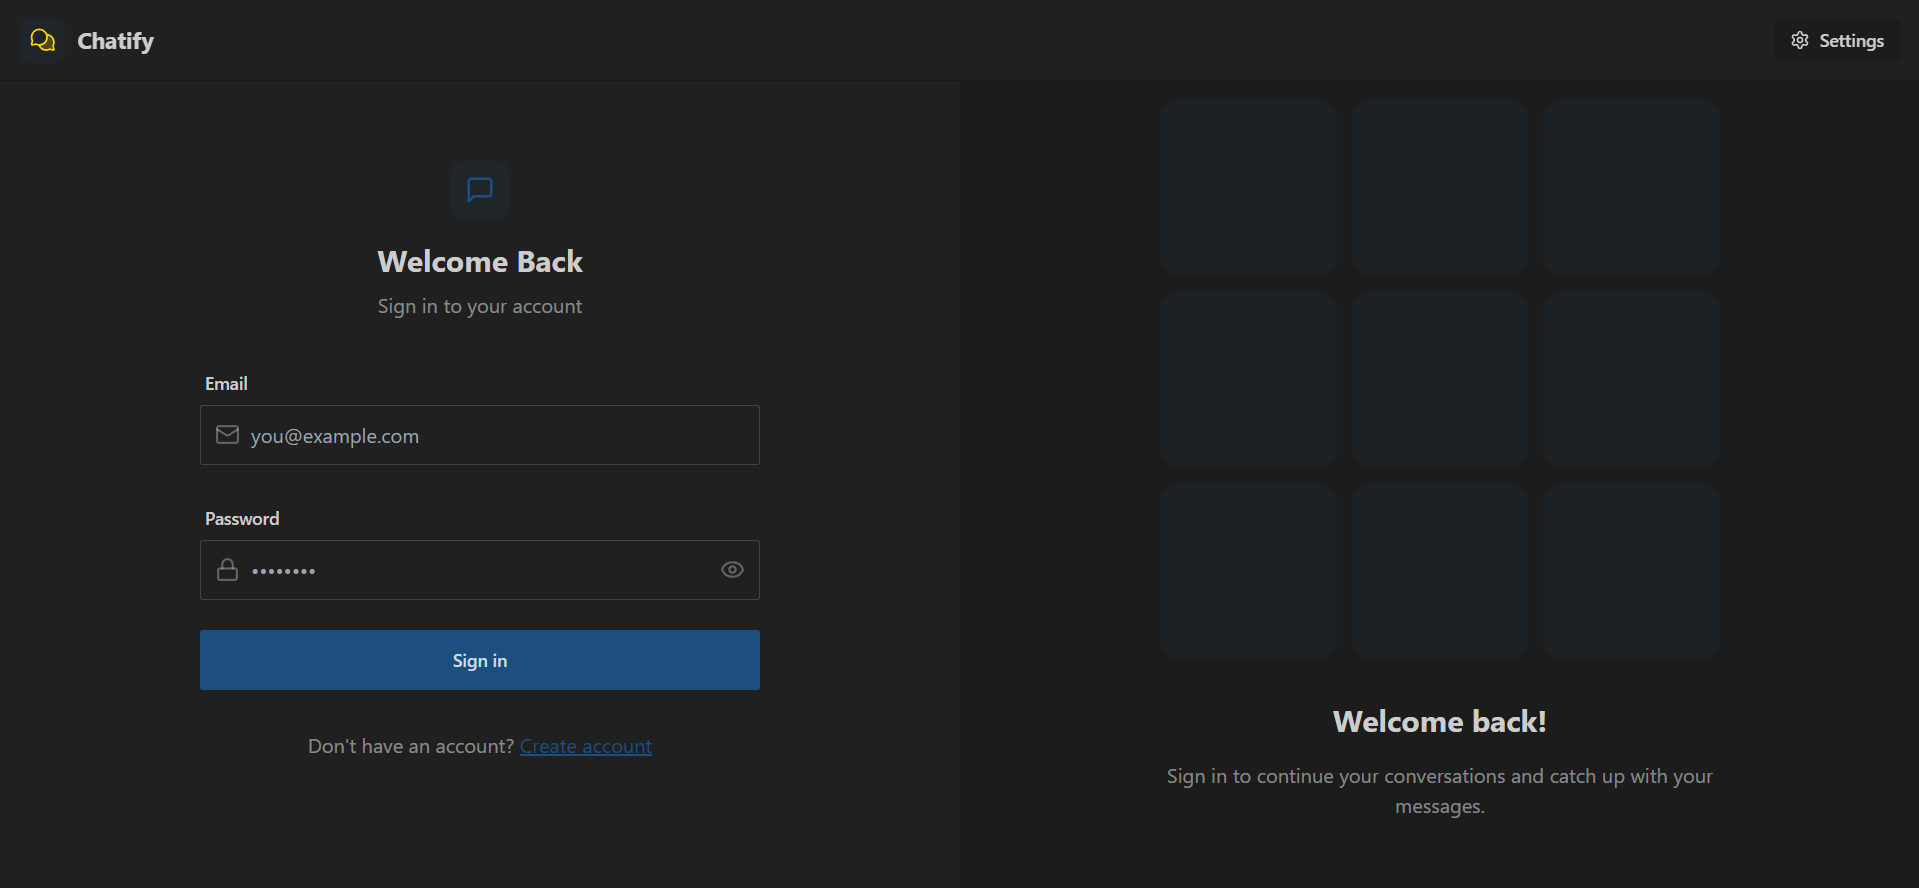 Chatify
Settings
Welcome Back
Sign in to your account
Email
you@example.com
Password
••••••••
Sign in
Don't have an account? Create account
Welcome back!
Sign in to continue your conversations and catch up with your
messages.